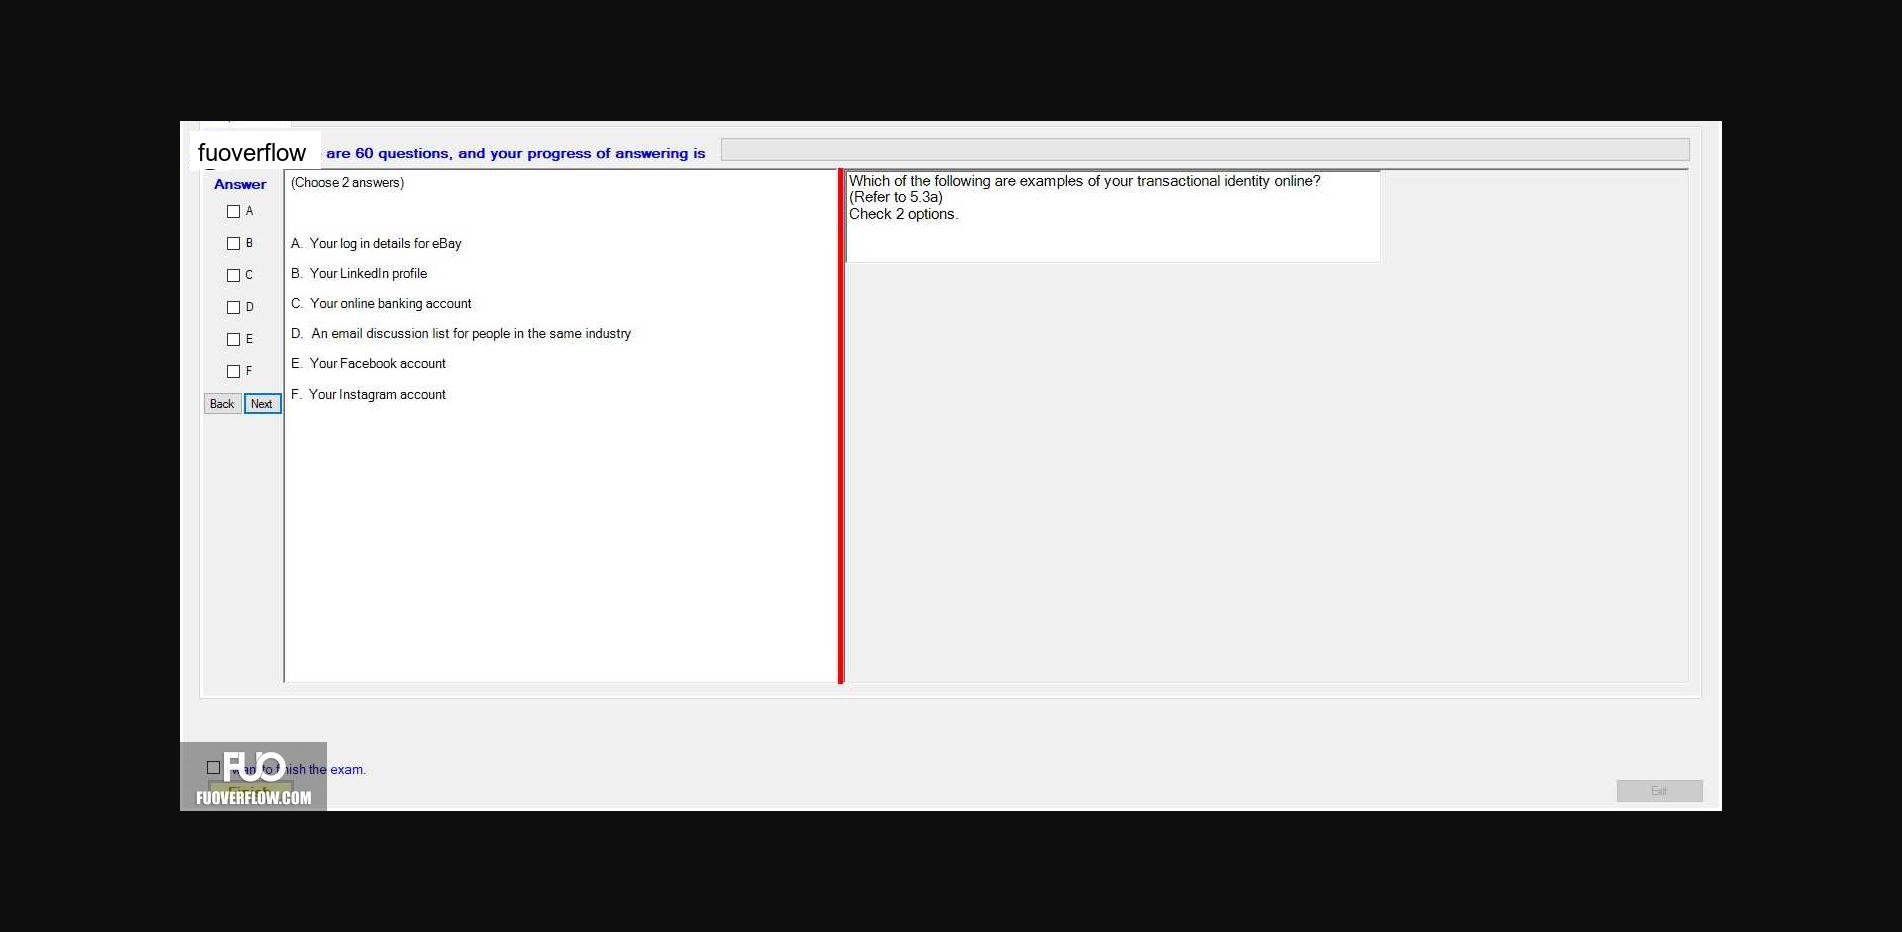 fuoverflow
are 60 questions, and your progress of answering is
Answer
A
B
C
D
E
F
Back
Next
(Choose 2 answers)
A. Your log in details for eBay
B. Your LinkedIn profile
C. Your online banking account
D. An email discussion list for people in the same industry
E. Your Facebook account
F. Your Instagram account
Which of the following are examples of your transactional identity online?
(Refer to 5.3a)
Check 2 options.
to finish the exam.
FUO
Finish
FUOVERFLOW.COM
Exit